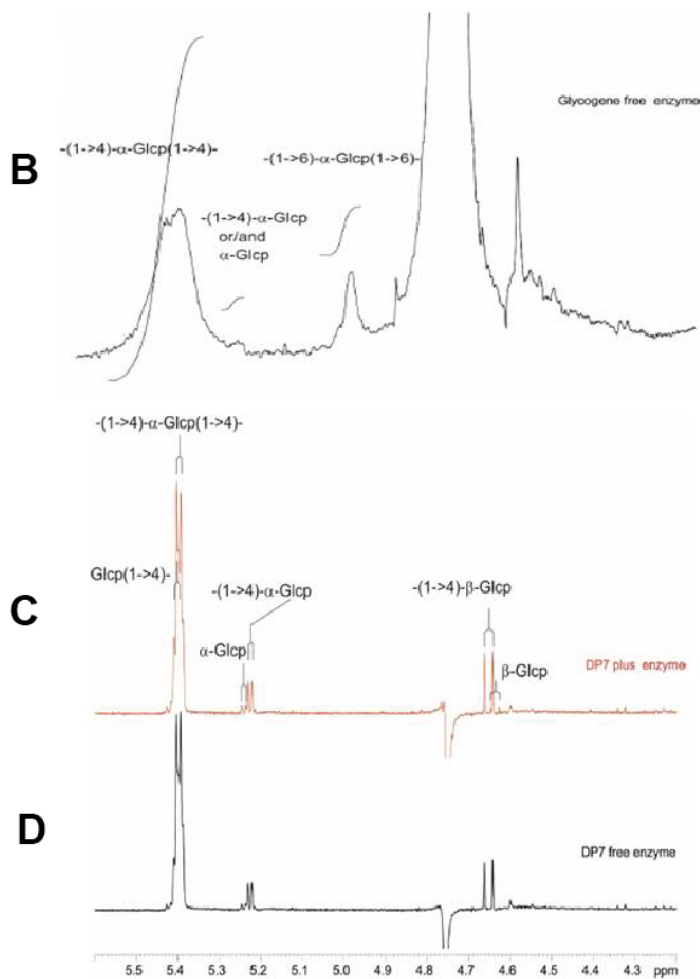 Glycogene free enzyme
-(1->4)-α-Glcp(1->4)-
-(1->6)-α-Glcp(1->6)-
B
-(1->4)-α-Glcp
or/and
α-Glcp
-(1->4)-α-Glcp(1->4)-
Glcp(1->4)-
-(1->4)-α-Glcp
-(1->4)-β-Glcp
C
α-Glcp
β-Glcp
DP7 plus enzyme
D
DP7 free enzyme
5.5 5.4 5.3 5.2 5.1 5.0 4.9 4.8 4.7 4.6 4.5 4.4 4.3 ppm